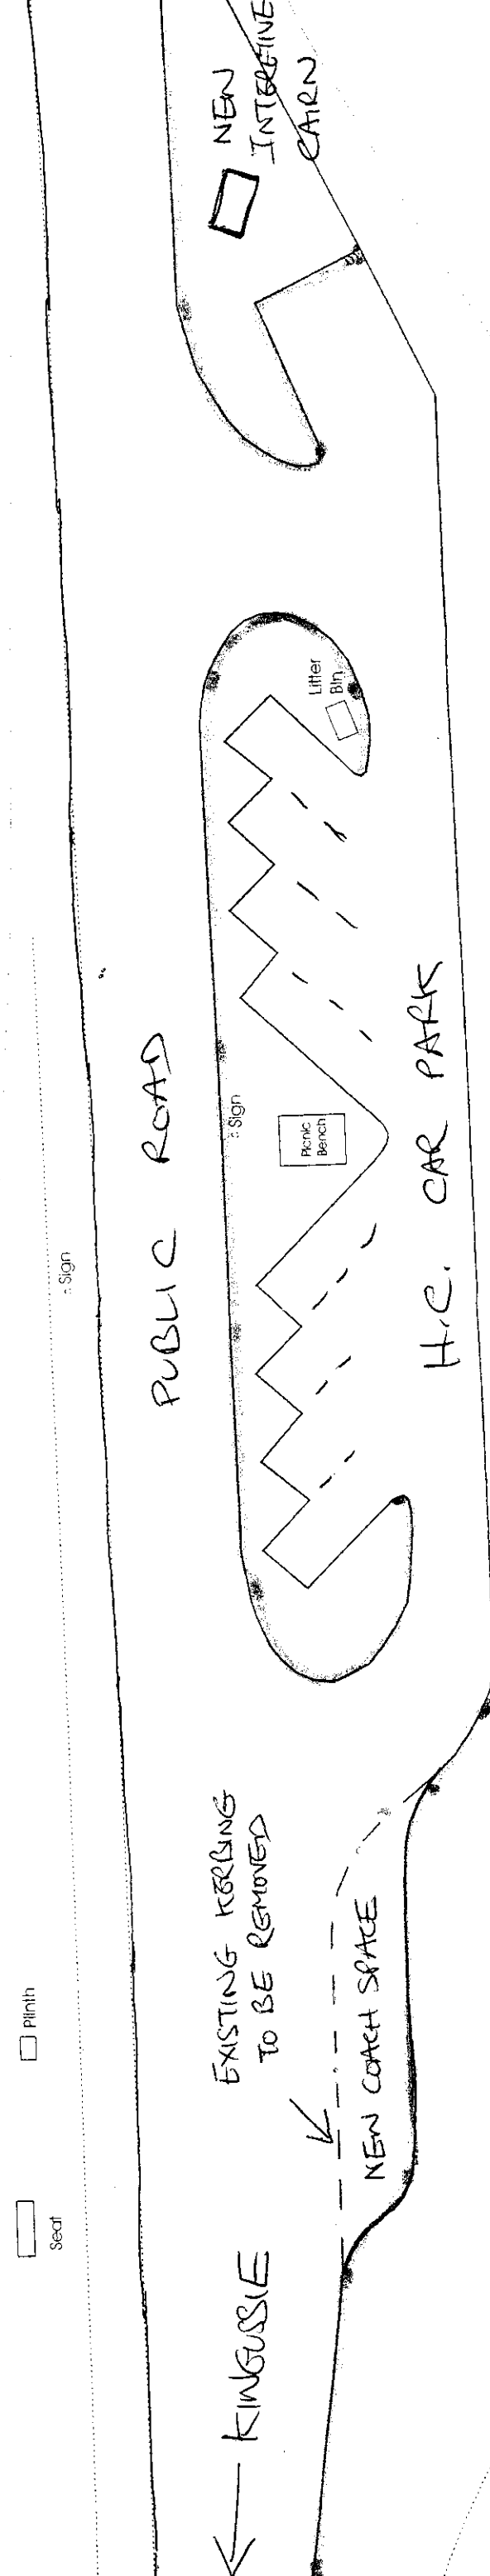 NEW
INTERETIVE
CAIRN
Litter
Bin
Sign
PUBLIC ROAD
Sign
Picnic
Bench
H.C. CAR PARK
EXISTING KERBING
TO BE REMOVED
NEW COACH SPACE
Plinth
Seat
KINGUSSIE